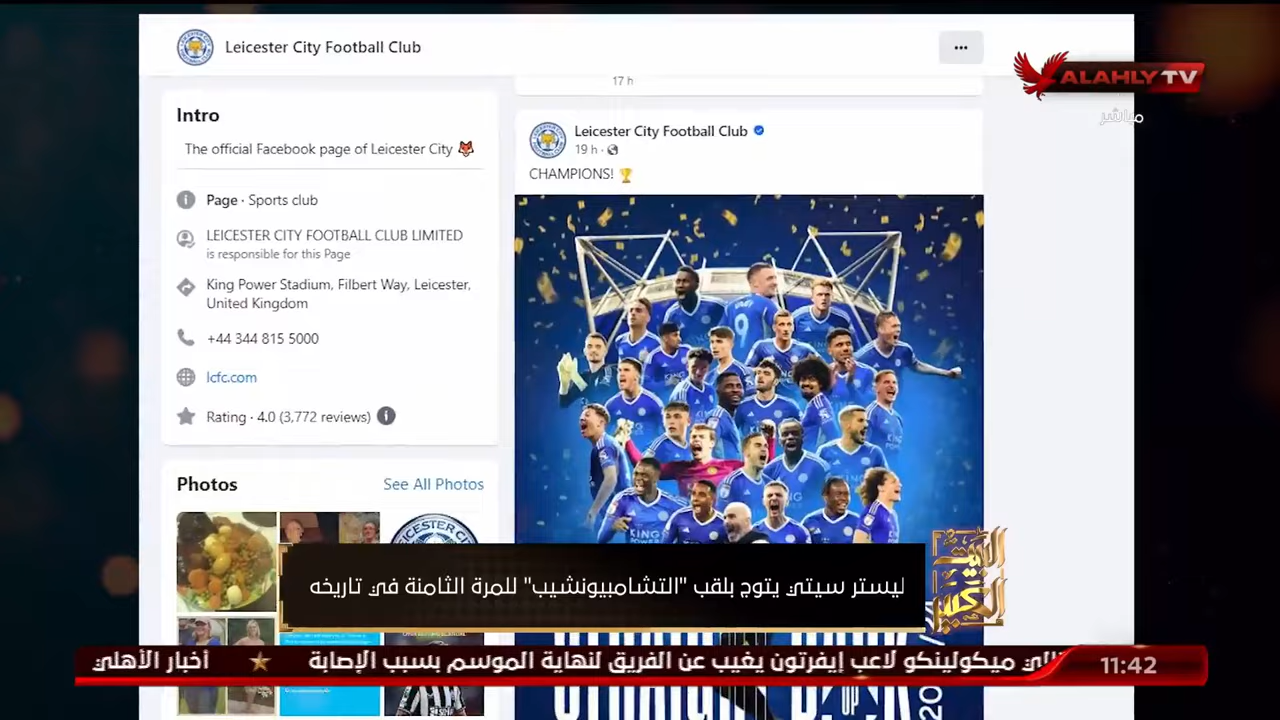 Leicester City Football Club
ALAHLY TV
مباشر
17 h
Intro
The official Facebook page of Leicester City
Page · Sports club
LEICESTER CITY FOOTBALL CLUB LIMITED
is responsible for this Page
King Power Stadium, Filbert Way, Leicester,
United Kingdom
+44 344 815 5000
lcfc.com
Rating · 4.0 (3,772 reviews)
Photos
See All Photos
Leicester City Football Club
19 h
CHAMPIONS!
9
البيت
الكبير
ليستر سيتي يتوج بلقب "التشامبيونشيب" للمرة الثامنة في تاريخه
ميكولينكو لاعب إيفرتون يغيب عن الفريق لنهاية الموسم بسبب الإصابة
أخبار الأهلي
11:42
UP